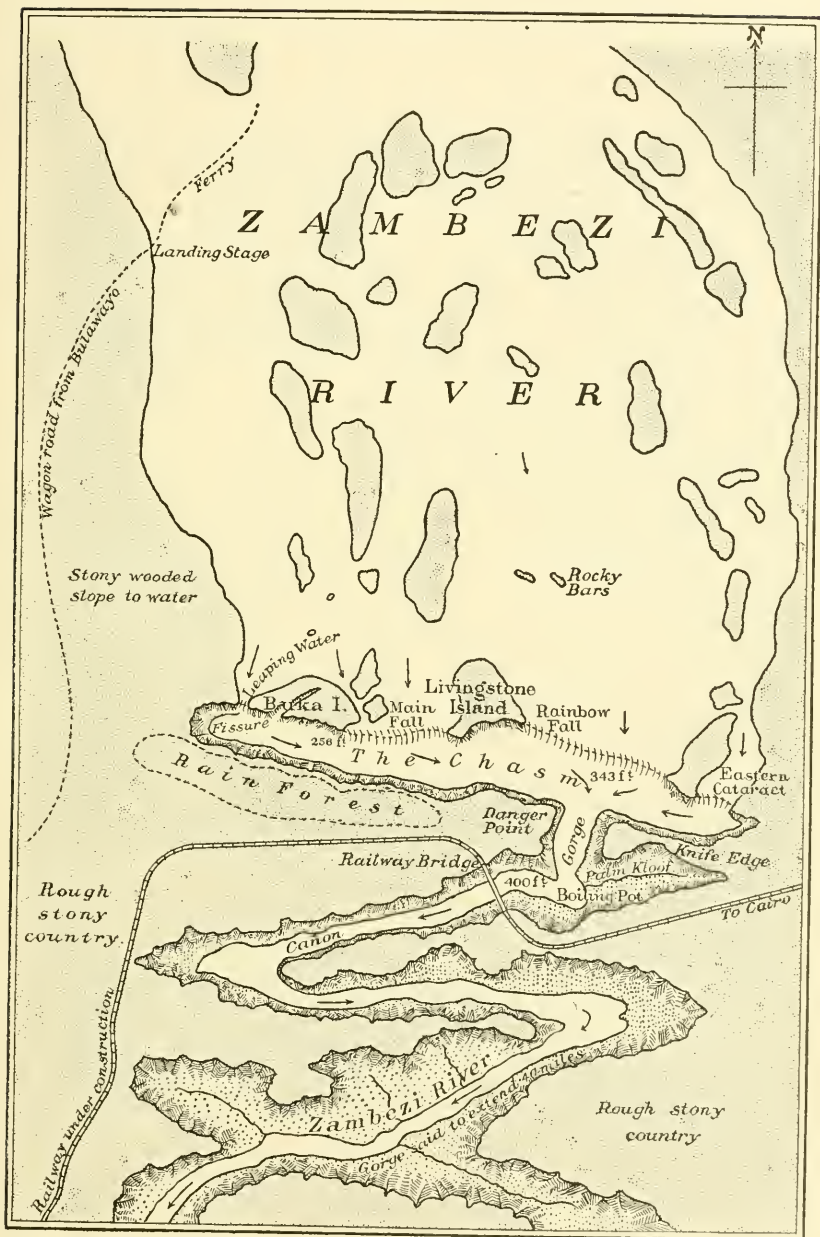 N
Ferry
ZAMBEZI
Landing Stage
Wagon road from Bulawayo
RIVER
Stony wooded
slope to water
Rocky
Bars
Leaping Water
Livingstone
Island
Main
Fall
Rainbow
Fall
Fissure
256 ft
The Chasm
343 ft
Eastern
Cataract
Rain Forest
Danger
Point
Gorge
Knife Edge
Railway Bridge
400 ft
Palm Kloof
Boiling Pot
To Cairo
Rough
stony
country.
Cañon
Railway under construction
Zambezi River
Gorge said to extend miles
Rough stony
country